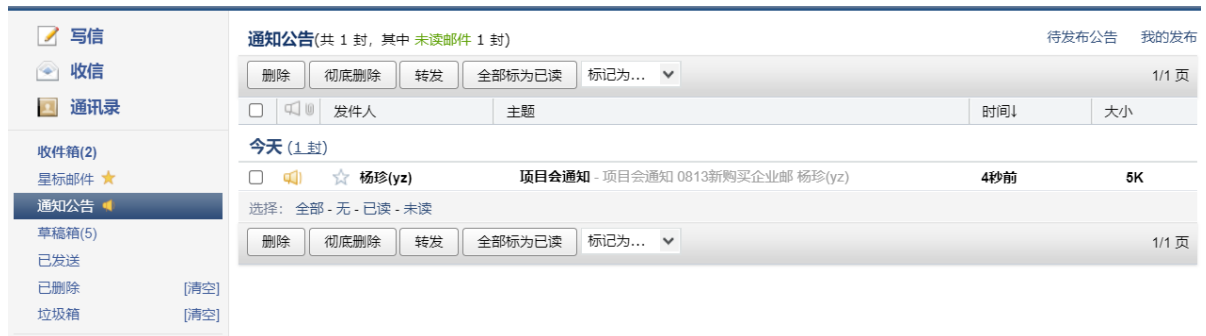 写信
收信
通讯录
收件箱(2)
星标邮件
通知公告
草稿箱(5)
已发送
已删除 [清空]
垃圾箱 [清空]
通知公告(共 1 封, 其中 未读邮件 1 封) 待发布公告 我的发布
删除 彻底删除 转发 全部标为已读 标记为... 1/1 页
发件人 主题 时间↓ 大小
今天 (1 封)
杨珍(yz) 项目会通知 - 项目会通知 0813新购买企业邮 杨珍(yz) 4秒前 5K
选择: 全部 - 无 - 已读 - 未读
删除 彻底删除 转发 全部标为已读 标记为... 1/1 页